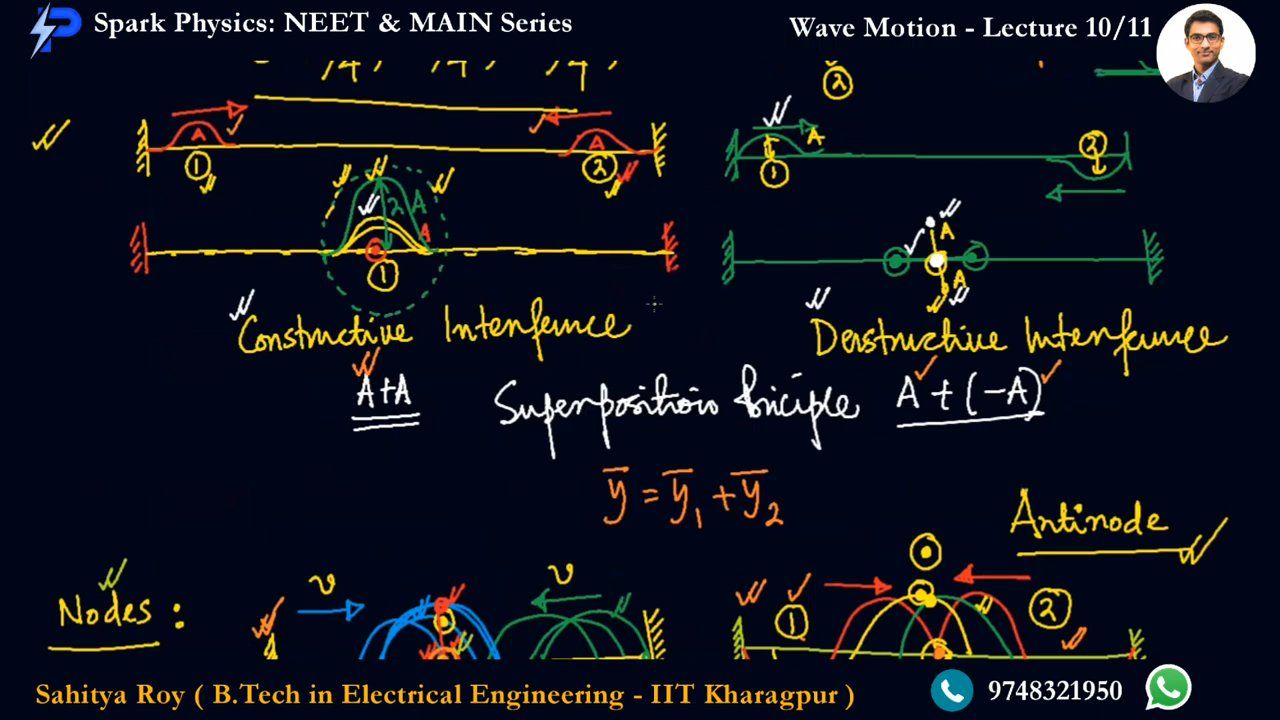 Spark Physics: NEET & MAIN Series
Wave Motion - Lecture 10/11
2
A
1
A
2
1
A
2
2A
A
1
A
A
Constructive Interference
Destructive Interference
A+A
Superposition Principle
A + (-A)
y = y1 + y2
Antinode
Nodes :
v
v
1
2
Sahitya Roy ( B.Tech in Electrical Engineering - IIT Kharagpur )
9748321950